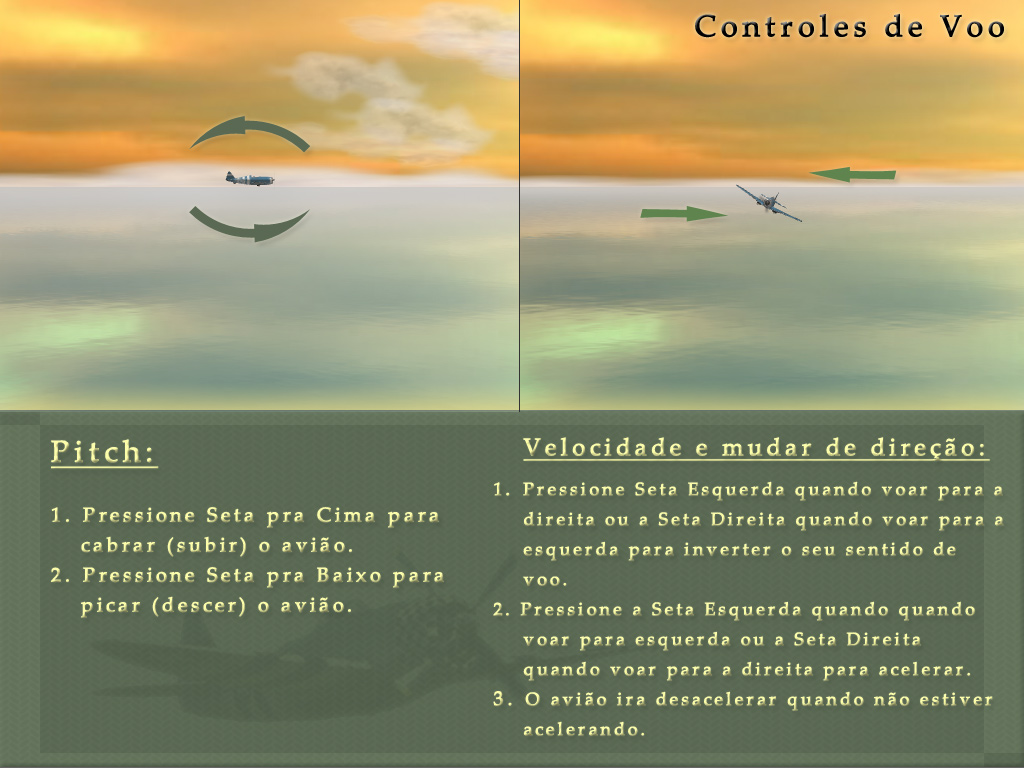 Controles de Voo
Pitch:
1. Pressione Seta pra Cima para
cabrar (subir) o avião.
2. Pressione Seta pra Baixo para
picar (descer) o avião.
Velocidade e mudar de direção:
1. Pressione Seta Esquerda quando voar para a
direita ou a Seta Direita quando voar para a
esquerda para inverter o seu sentido de
voo.
2. Pressione a Seta Esquerda quando quando
voar para esquerda ou a Seta Direita
quando voar para a direita para acelerar.
3. O avião ira desacelerar quando não estiver
acelerando.